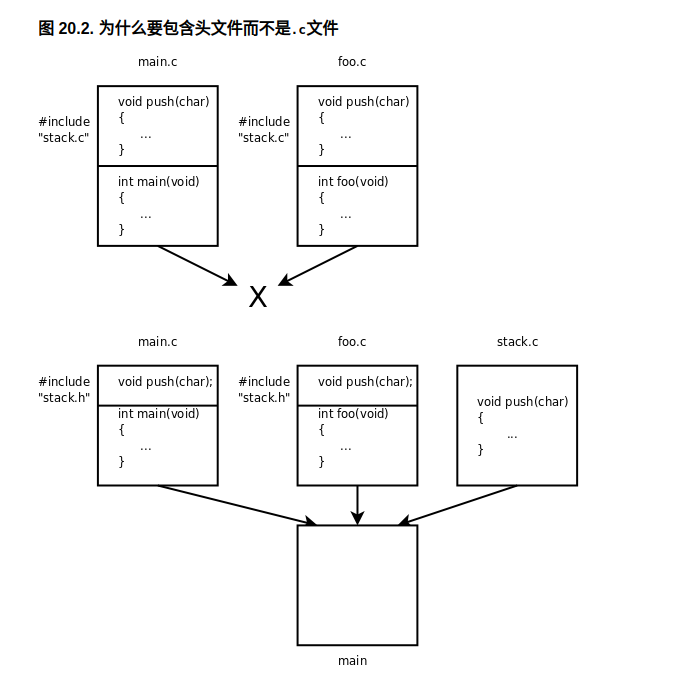 图 20.2. 为什么要包含头文件而不是.c文件
main.c
foo.c
#include
"stack.c"
void push(char)
{
...
}
int main(void)
{
...
}
#include
"stack.c"
void push(char)
{
...
}
int foo(void)
{
...
}
X
main.c
foo.c
stack.c
#include
"stack.h"
void push(char);
int main(void)
{
...
}
#include
"stack.h"
void push(char);
int foo(void)
{
...
}
void push(char)
{
...
}
main